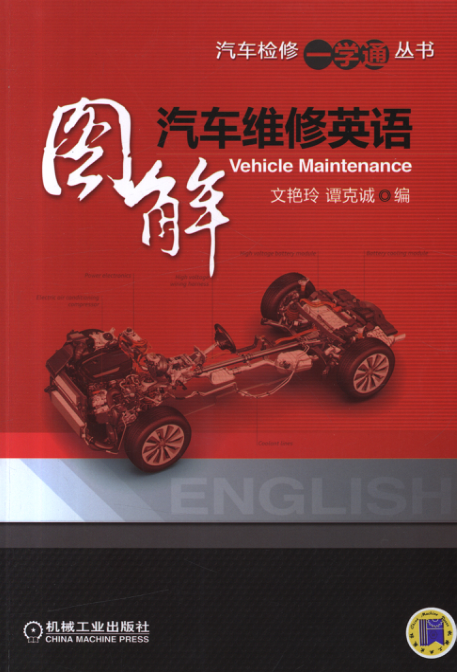 汽车检修一学通丛书
图解
汽车维修英语
Vehicle Maintenance
文艳玲 谭克诚 编
ENGLISH
机械工业出版社
CHINA MACHINE PRESS